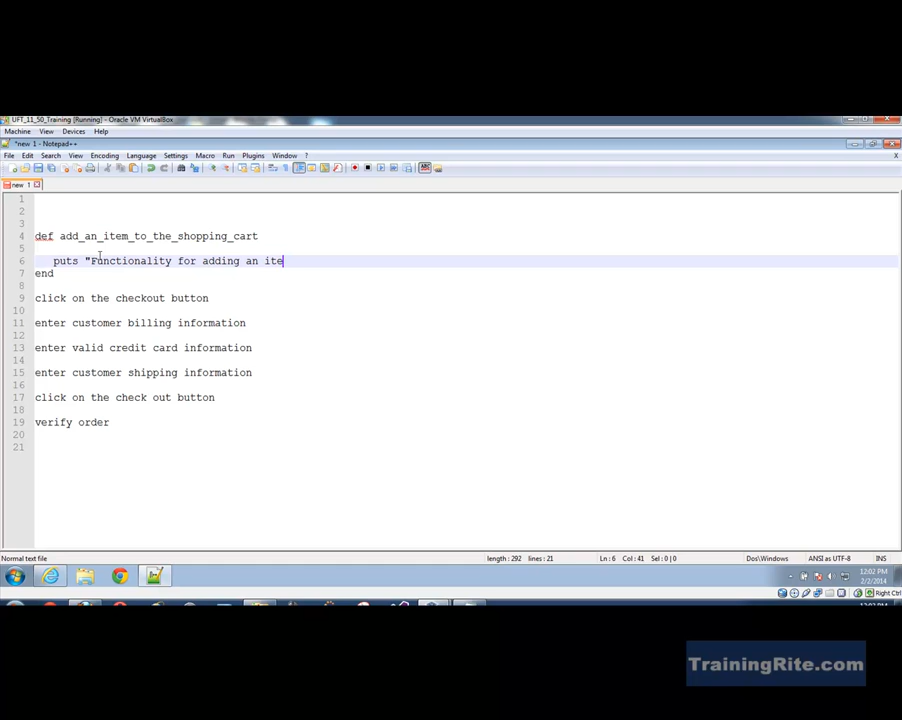 UFT_11_50_Training [Running] - Oracle VM VirtualBox
Machine View Devices Help
*new 1 - Notepad++
File Edit Search View Encoding Language Settings Macro Run Plugins Window ? X
new 1
1
2
3
4 def add_an_item_to_the_shopping_cart
5
6 puts "Functionality for adding an ite
7 end
8
9 click on the checkout button
10
11 enter customer billing information
12
13 enter valid credit card information
14
15 enter customer shipping information
16
17 click on the check out button
18
19 verify order
20
21
Normal text file length : 292 lines : 21 Ln : 6 Col : 41 Sel : 0 | 0 Dos\Windows ANSI as UTF-8 INS
12:02 PM
2/2/2014
Right Ctrl
TrainingRite.com